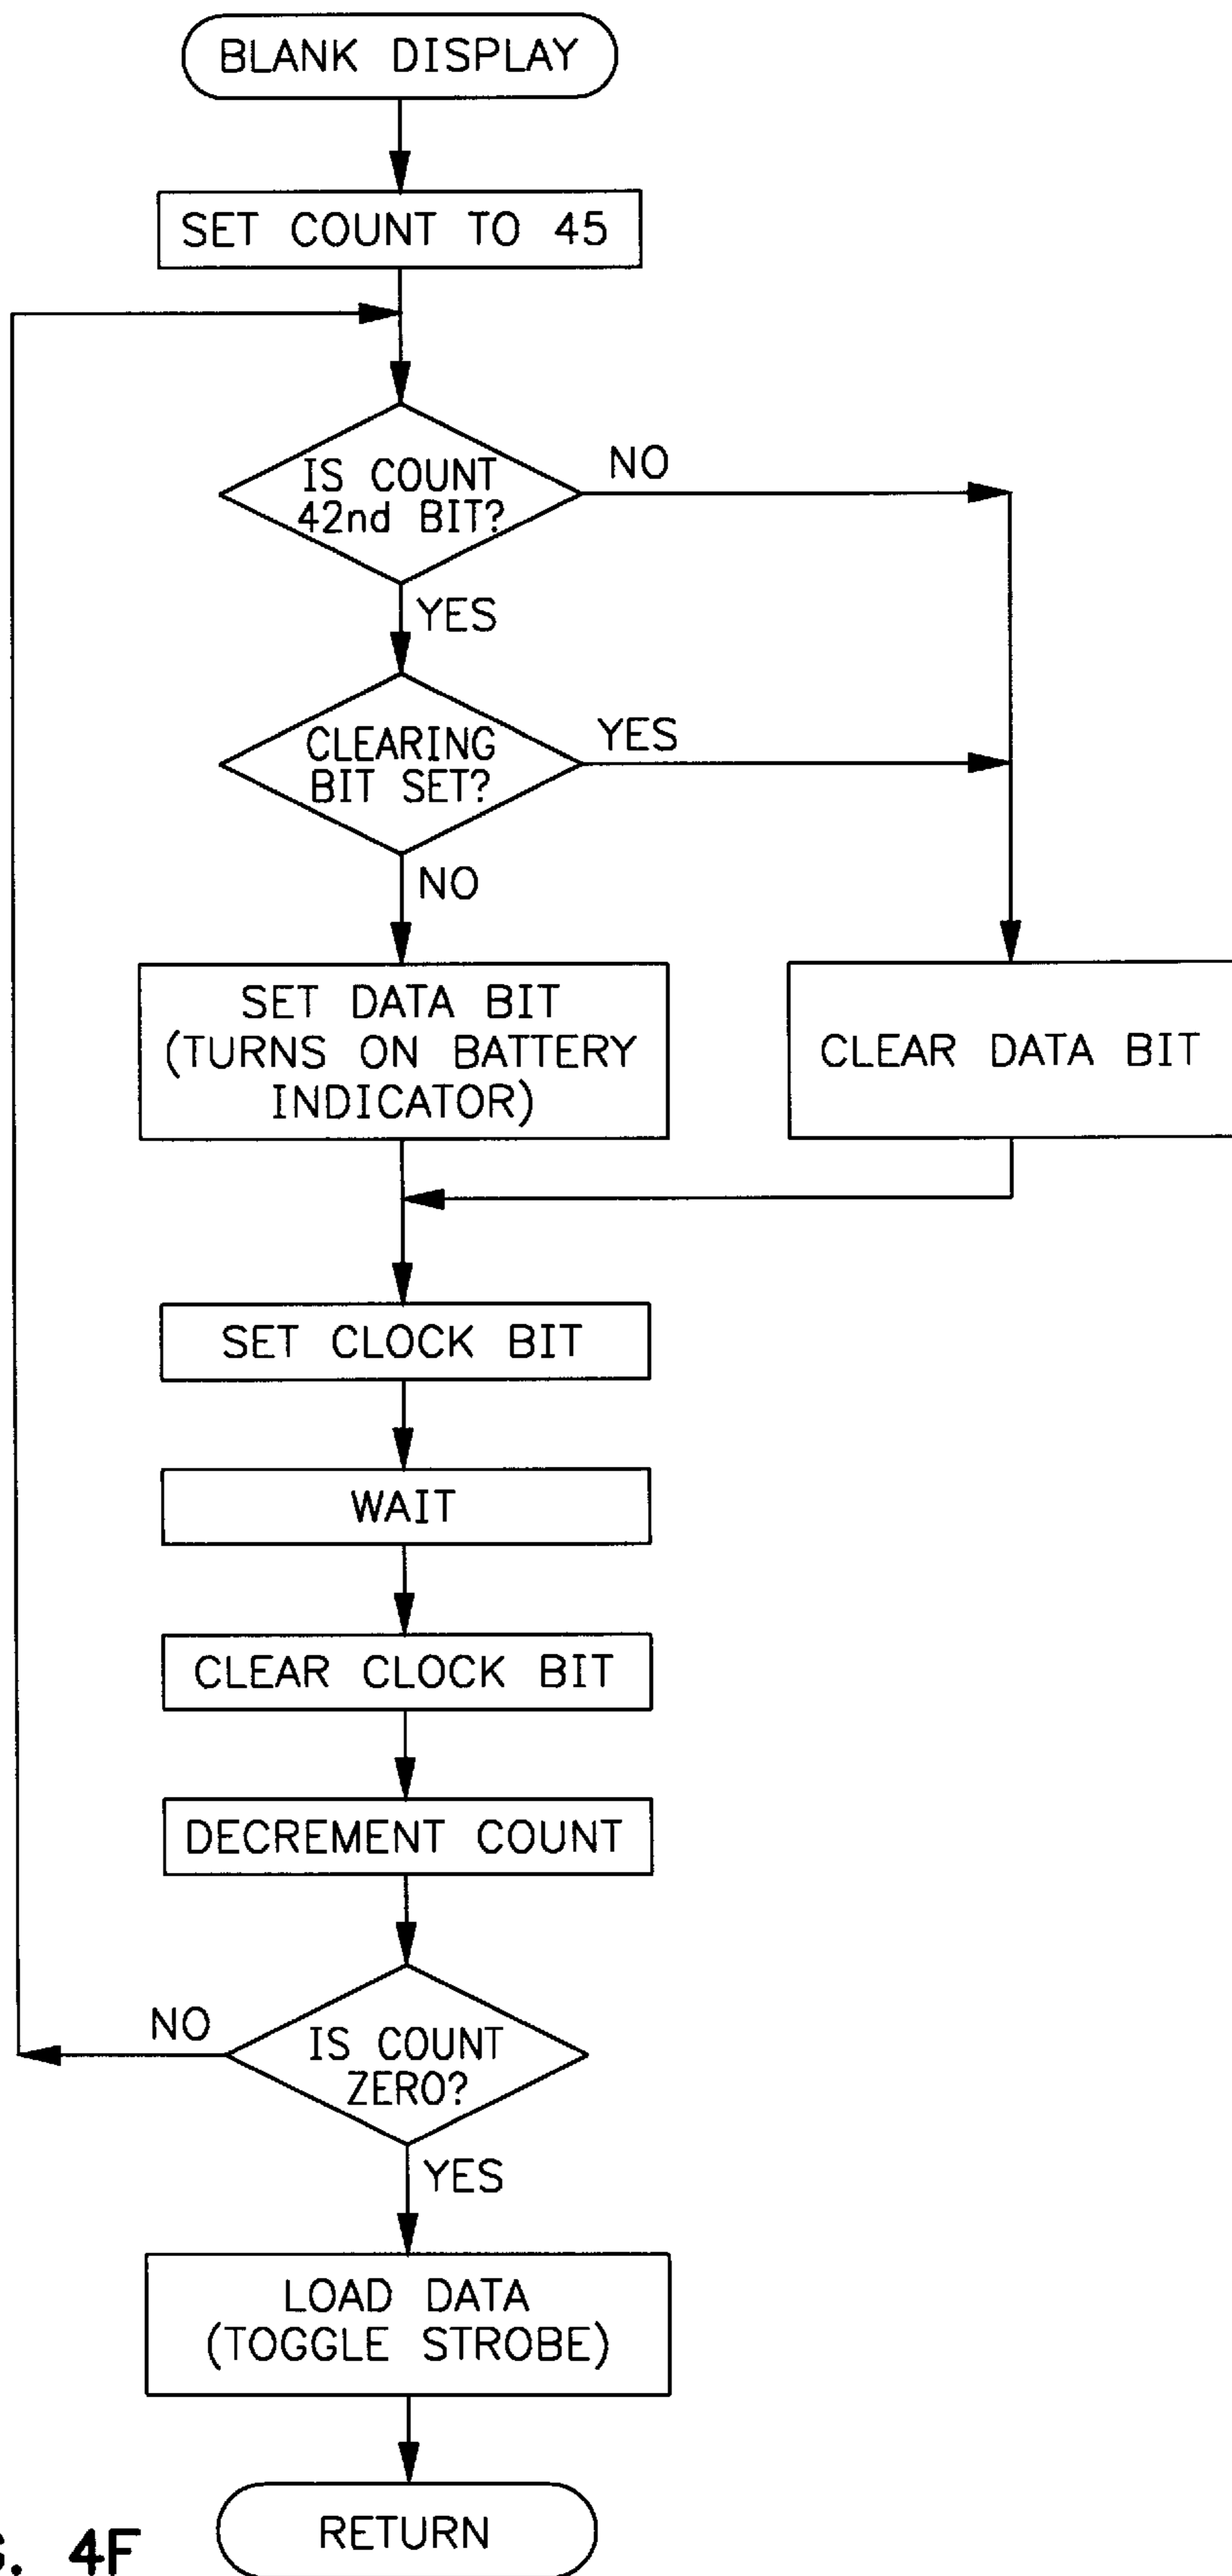 BLANK DISPLAY
SET COUNT TO 45
IS COUNT
42nd BIT?
NO
YES
CLEARING
BIT SET?
YES
NO
SET DATA BIT
(TURNS ON BATTERY
INDICATOR)
CLEAR DATA BIT
SET CLOCK BIT
WAIT
CLEAR CLOCK BIT
DECREMENT COUNT
NO
IS COUNT
ZERO?
YES
LOAD DATA
(TOGGLE STROBE)
RETURN
4F